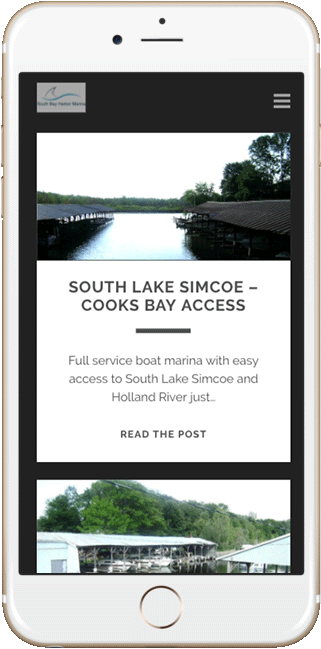 South Bay Harbor Marina
SOUTH LAKE SIMCOE –
COOKS BAY ACCESS
Full service boat marina with easy
access to South Lake Simcoe and
Holland River just…
READ THE POST